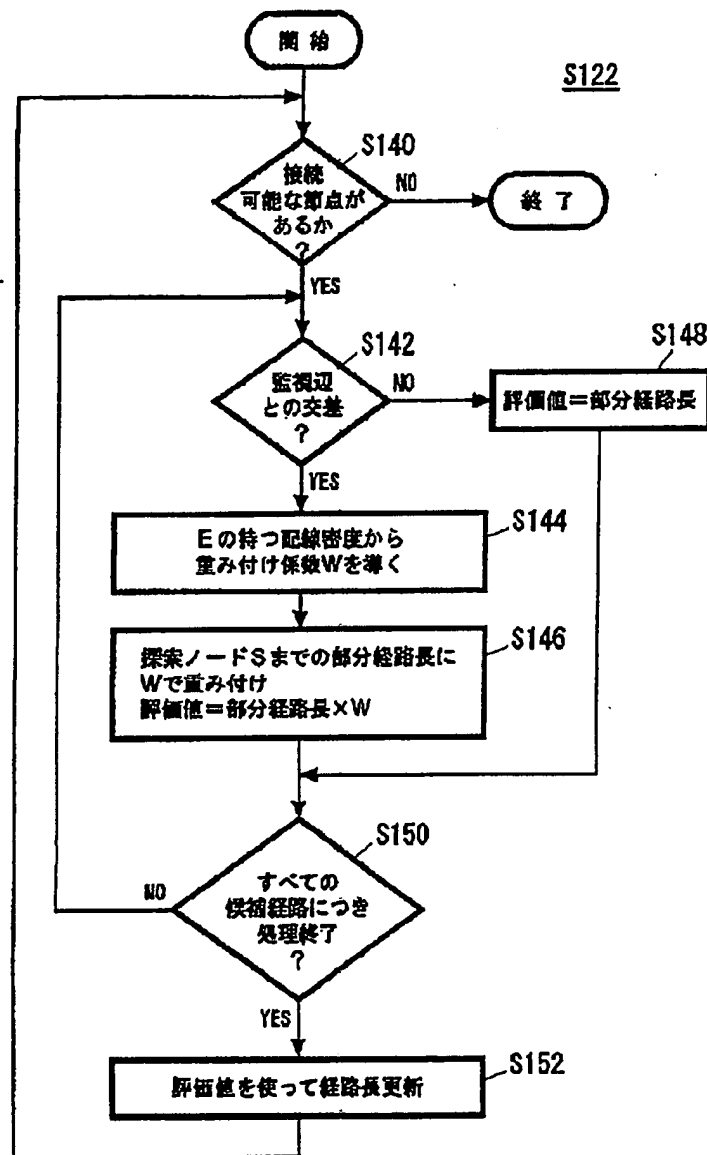 開始
S122
S140
接続
可能な節点が
あるか
?
NO
終了
YES
S142
監視辺
との交差
?
NO
S148
評価値=部分経路長
YES
S144
Eの持つ配線密度から
重み付け係数Wを導く
S146
探索ノードSまでの部分経路長に
Wで重み付け
評価値=部分経路長×W
S150
すべての
候補経路につき
処理終了
?
NO
YES
S152
評価値を使って経路長更新